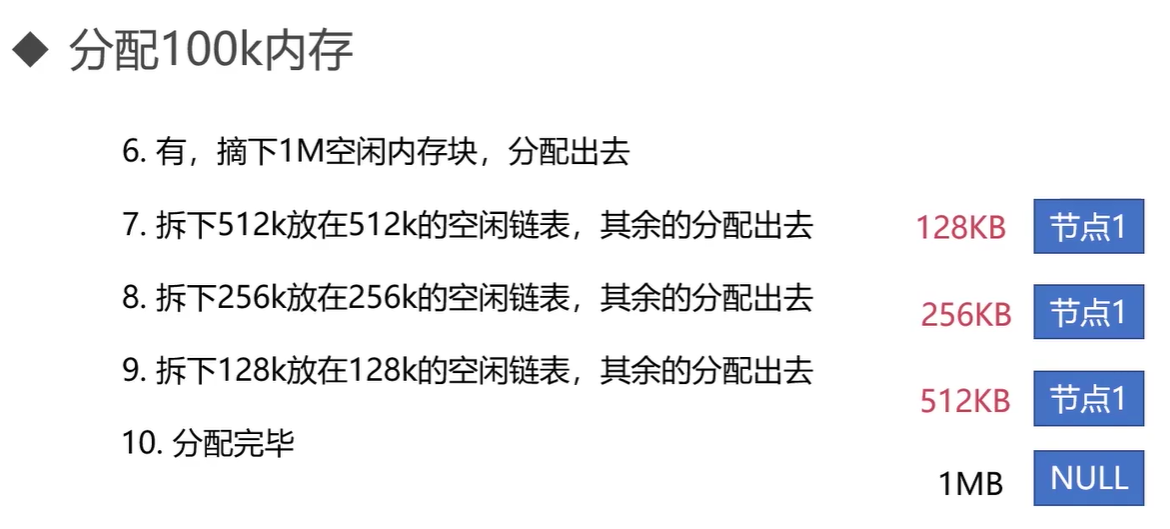 分配100k内存
6. 有，摘下1M空闲内存块，分配出去
7. 拆下512k放在512k的空闲链表，其余的分配出去
8. 拆下256k放在256k的空闲链表，其余的分配出去
9. 拆下128k放在128k的空闲链表，其余的分配出去
10. 分配完毕
128KB 节点1
256KB 节点1
512KB 节点1
1MB NULL